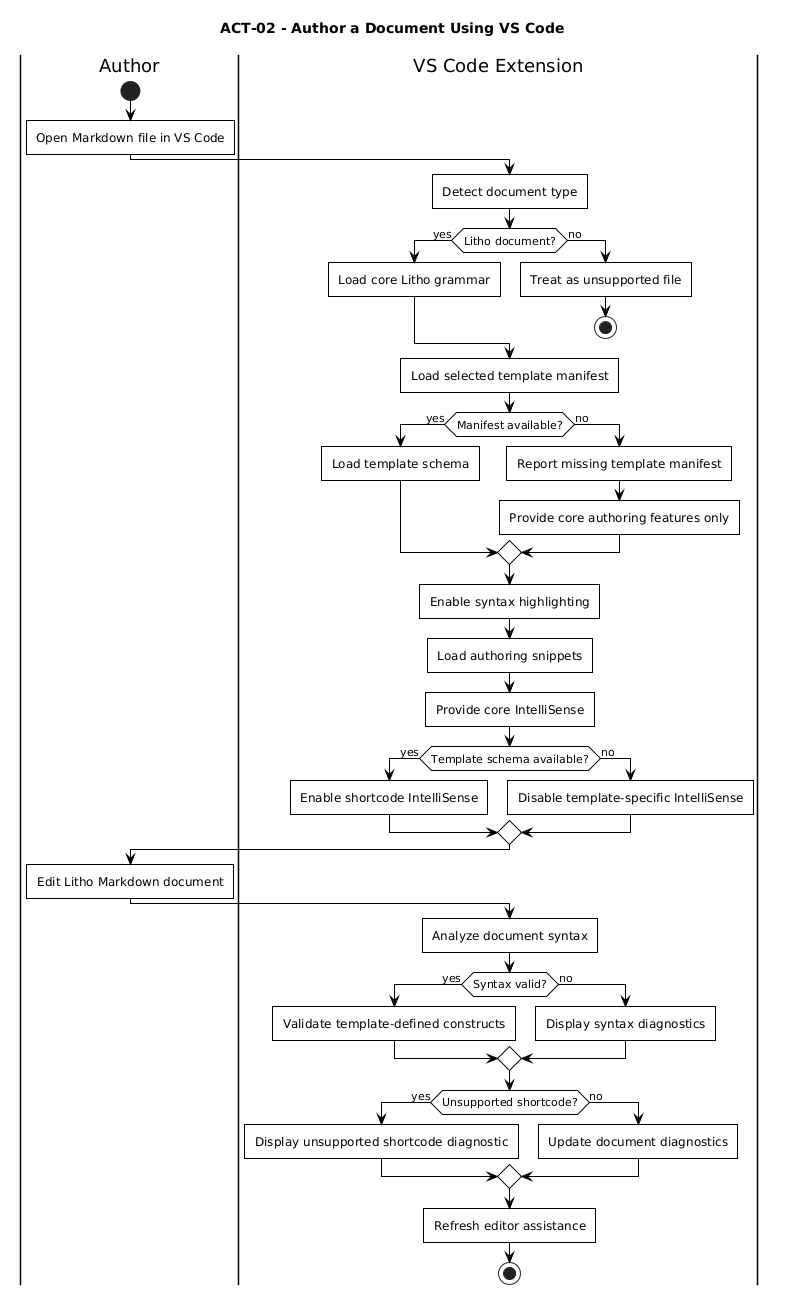 ACT-02 - Author a Document Using VS Code
Author
VS Code Extension
Open Markdown file in VS Code
Detect document type
yes
Litho document?
no
Load core Litho grammar
Treat as unsupported file
Load selected template manifest
yes
Manifest available?
no
Load template schema
Report missing template manifest
Provide core authoring features only
Enable syntax highlighting
Load authoring snippets
Provide core IntelliSense
yes
Template schema available?
no
Enable shortcode IntelliSense
Disable template-specific IntelliSense
Edit Litho Markdown document
Analyze document syntax
yes
Syntax valid?
no
Validate template-defined constructs
Display syntax diagnostics
yes
Unsupported shortcode?
no
Display unsupported shortcode diagnostic
Update document diagnostics
Refresh editor assistance